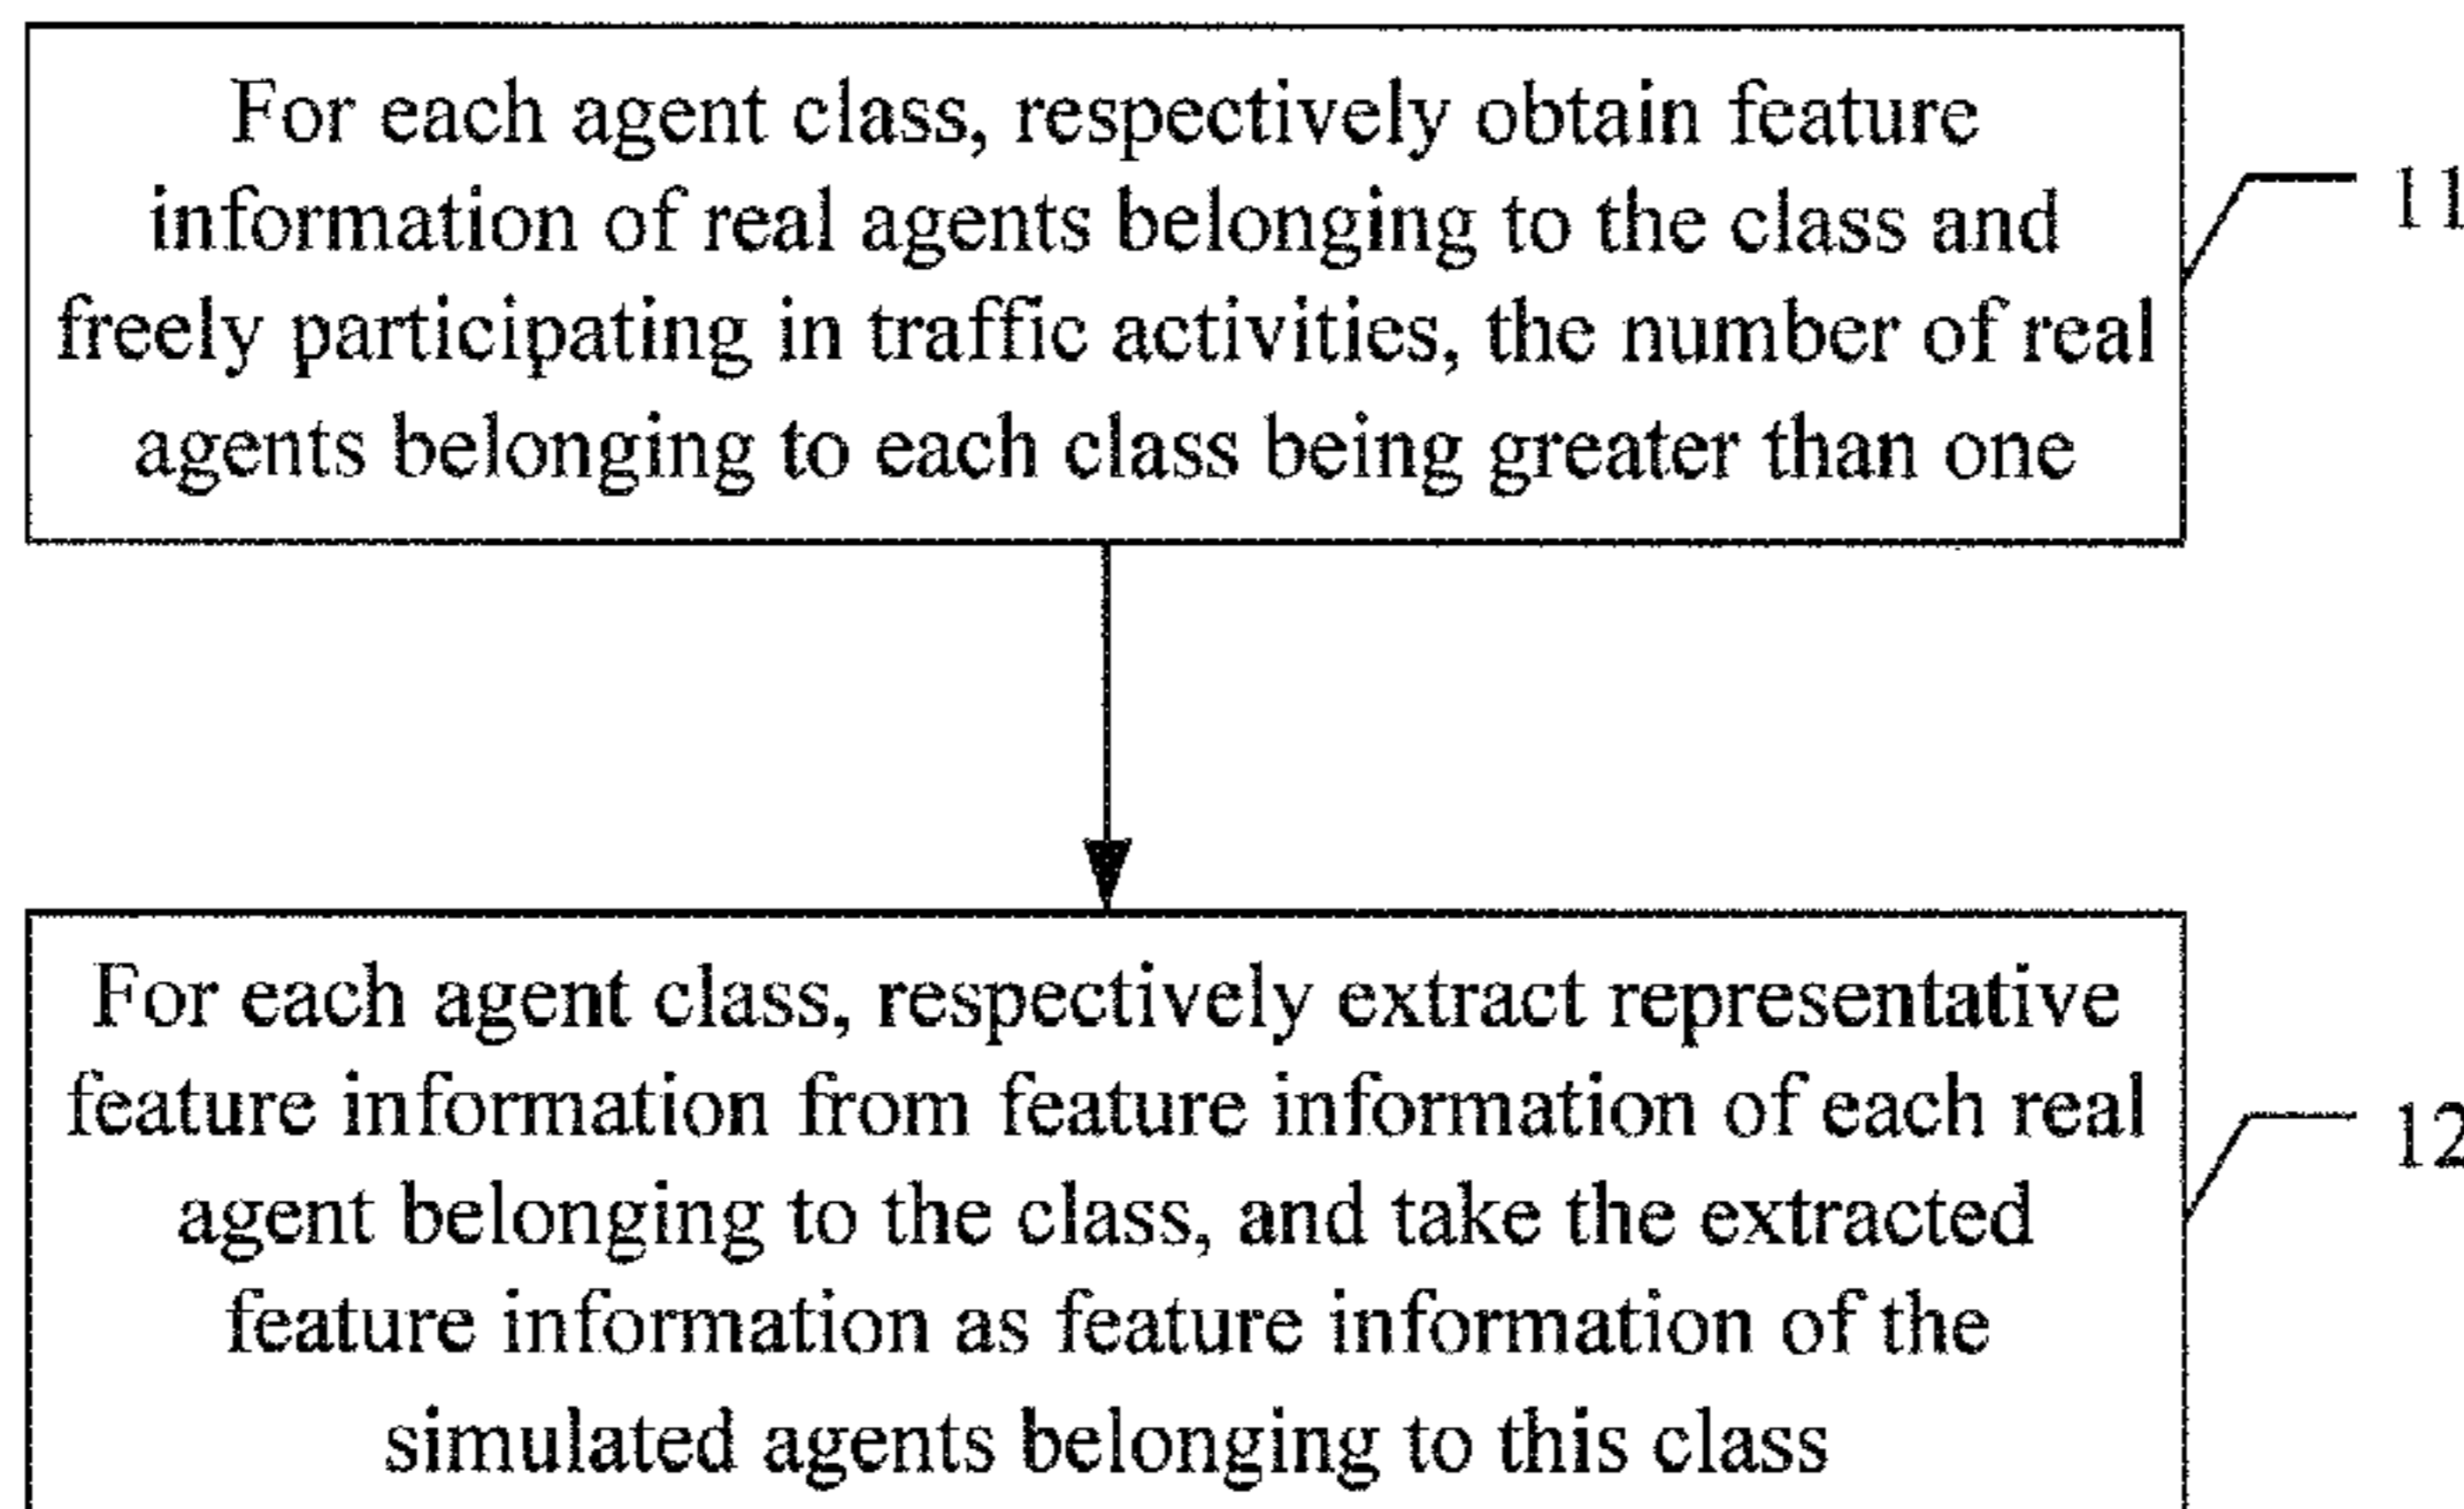 For each agent class, respectively obtain feature
information of real agents belonging to the class and
freely participating in traffic activities, the number of real
agents belonging to each class being greater than one
11
For each agent class, respectively extract representative
feature information from feature information of each real
agent belonging to the class, and take the extracted
feature information as feature information of the
simulated agents belonging to this class
12